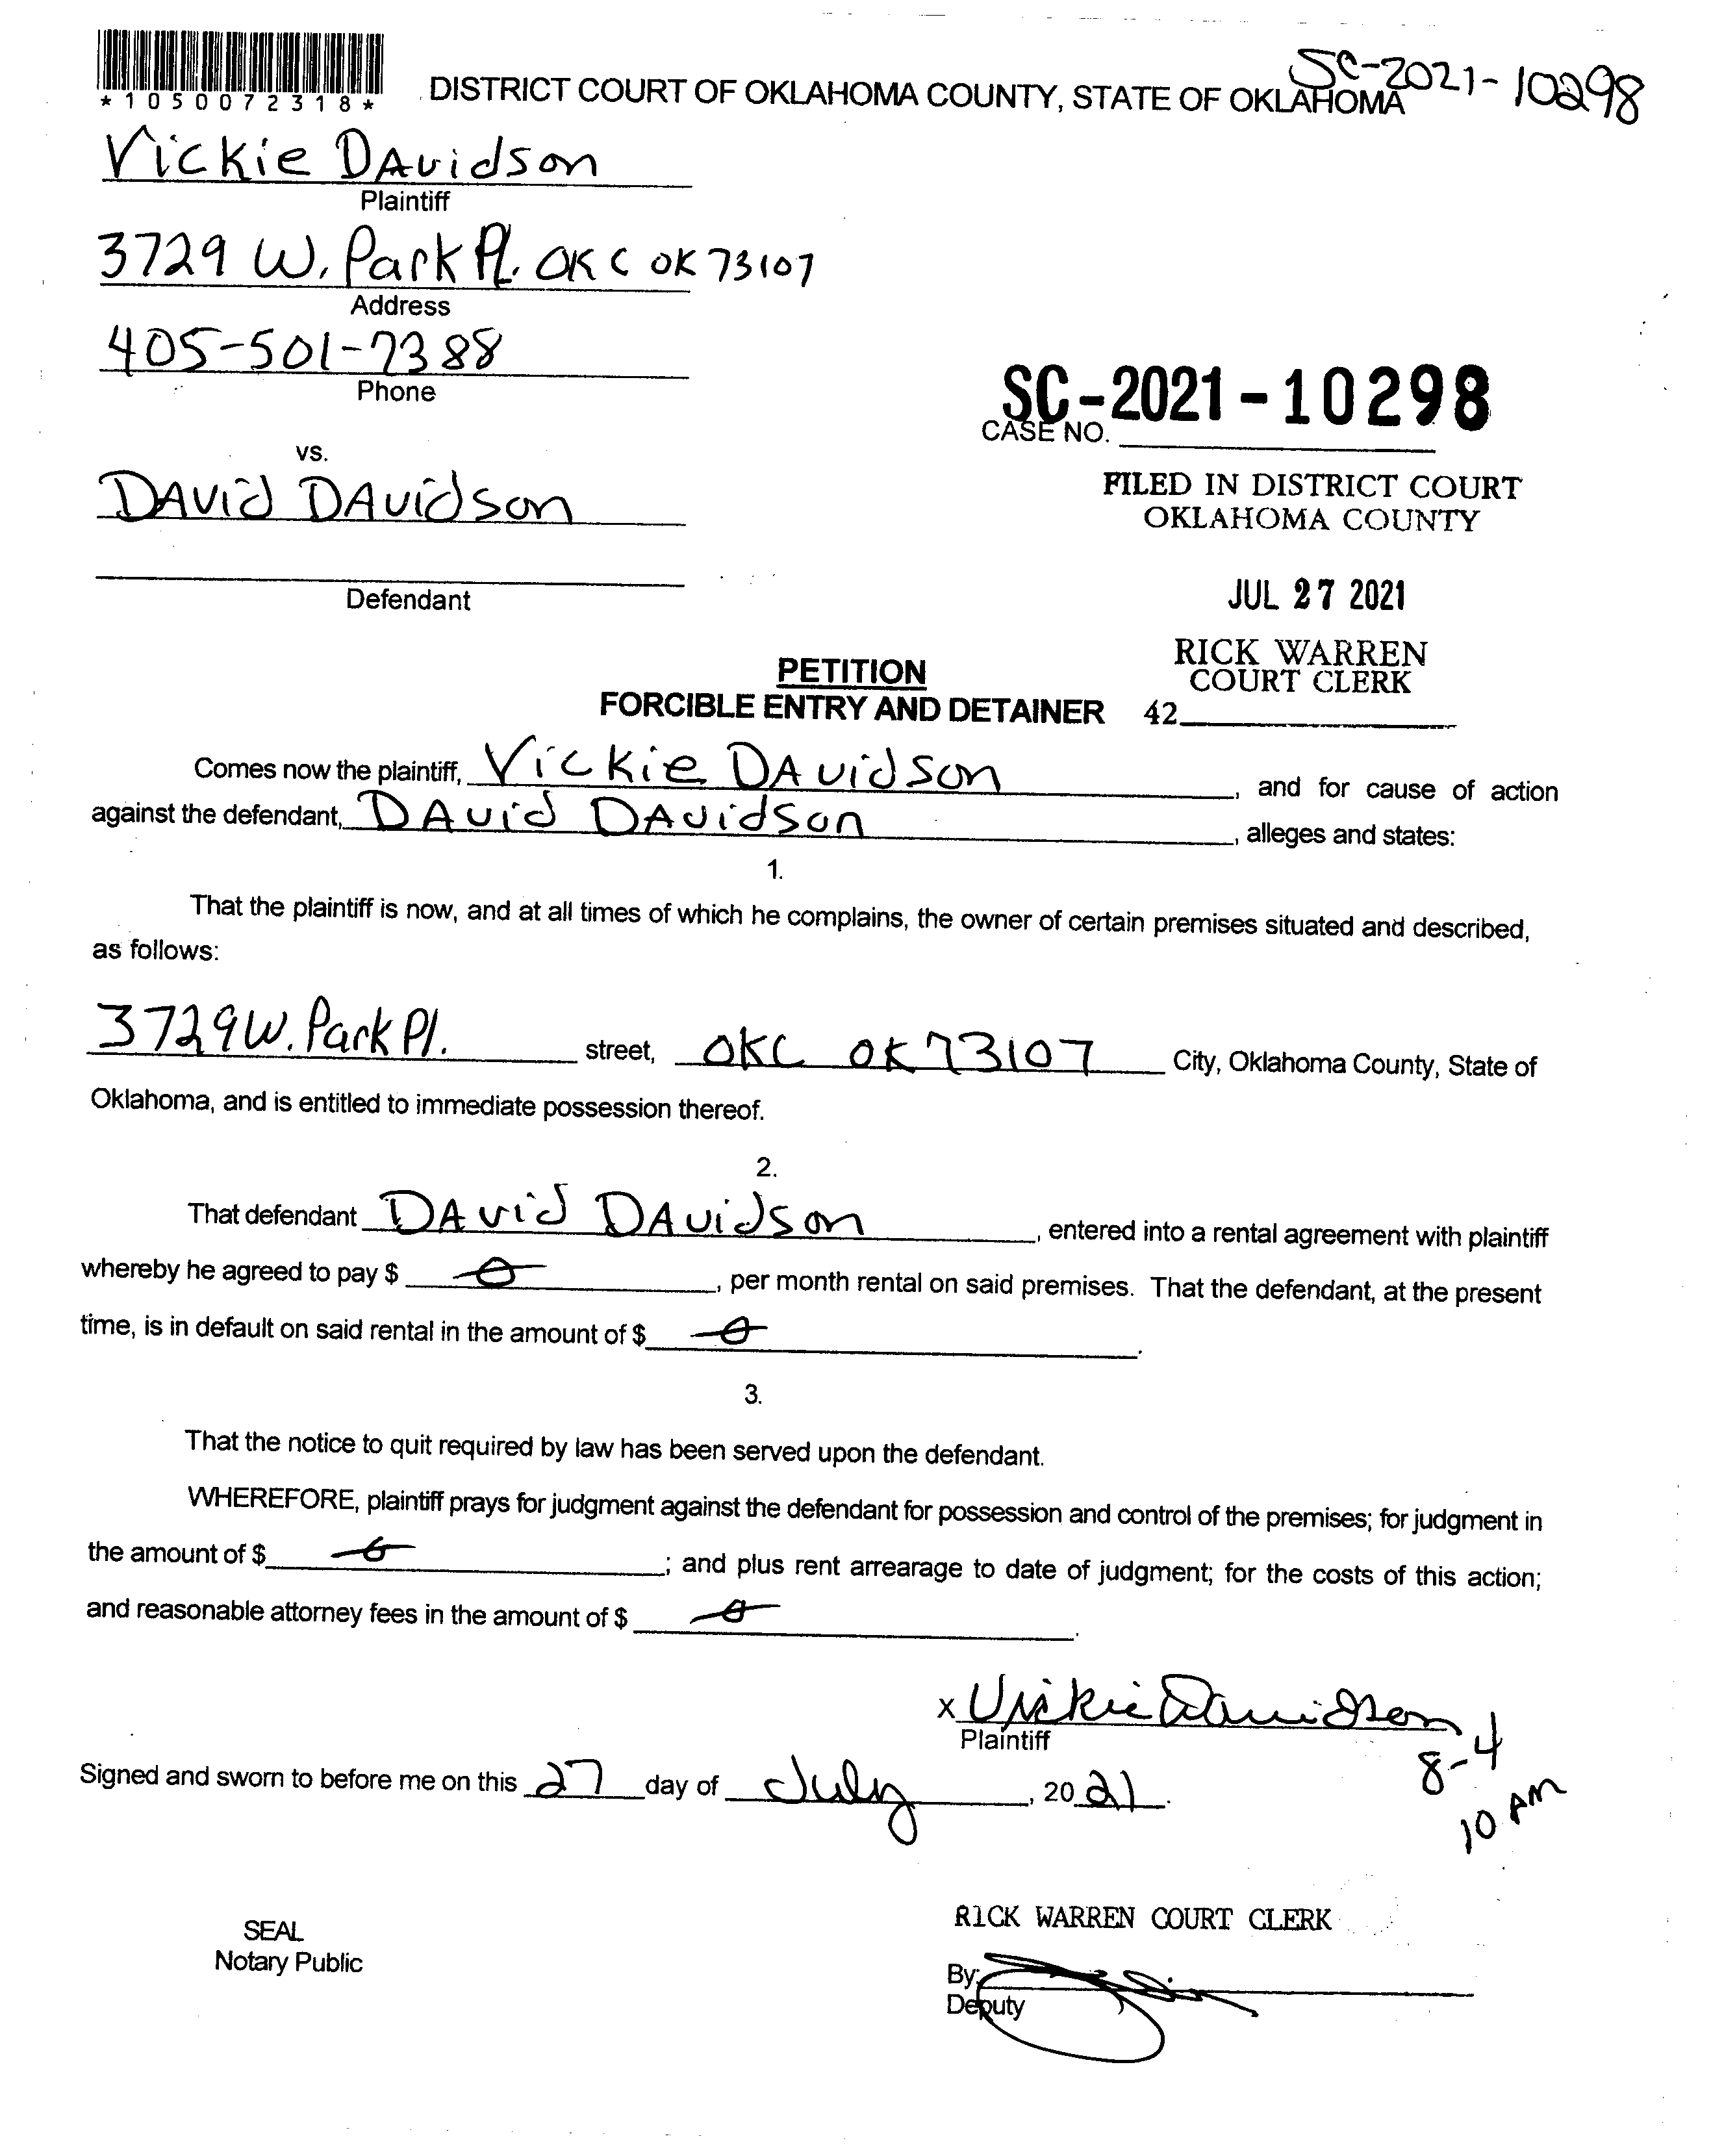 *1050072318*
DISTRICT COURT OF OKLAHOMA COUNTY, STATE OF OKLAHOMA
SC-2021-10298
Vickie DAvidson
Plaintiff
3729 W. Park Pl. OKC OK 73107
Address
405-501-7388
Phone
SC-2021-10298
CASE NO.
vs.
DAvid DAvidson
Defendant
FILED IN DISTRICT COURT
OKLAHOMA COUNTY
JUL 27 2021
RICK WARREN
COURT CLERK
42
PETITION
FORCIBLE ENTRY AND DETAINER
Comes now the plaintiff, Vickie DAvidson, and for cause of action
against the defendant, DAvid DAvidson, alleges and states:
1.
That the plaintiff is now, and at all times of which he complains, the owner of certain premises situated and described,
as follows:
3729 W. Park Pl. street, OKC OK 73107 City, Oklahoma County, State of
Oklahoma, and is entitled to immediate possession thereof.
2.
That defendant DAvid DAvidson, entered into a rental agreement with plaintiff
whereby he agreed to pay $ 0, per month rental on said premises. That the defendant, at the present
time, is in default on said rental in the amount of $ 0.
3.
That the notice to quit required by law has been served upon the defendant.
WHEREFORE, plaintiff prays for judgment against the defendant for possession and control of the premises; for judgment in
the amount of $ 0; and plus rent arrearage to date of judgment; for the costs of this action;
and reasonable attorney fees in the amount of $ 0.
x Vickie Davidson
Plaintiff
8-4
10 AM
Signed and sworn to before me on this 27 day of July, 2021.
SEAL
Notary Public
RICK WARREN COURT CLERK
By:
Deputy